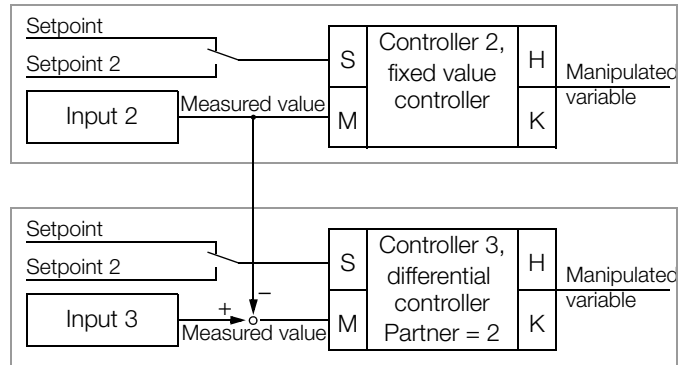 Setpoint
Setpoint 2
Input 2
Measured value
S
M
Controller 2,
fixed value
controller
H
K
Manipulated
variable
Setpoint
Setpoint 2
Input 3
+
−
Measured value
S
M
Controller 3,
differential
controller
Partner = 2
H
K
Manipulated
variable